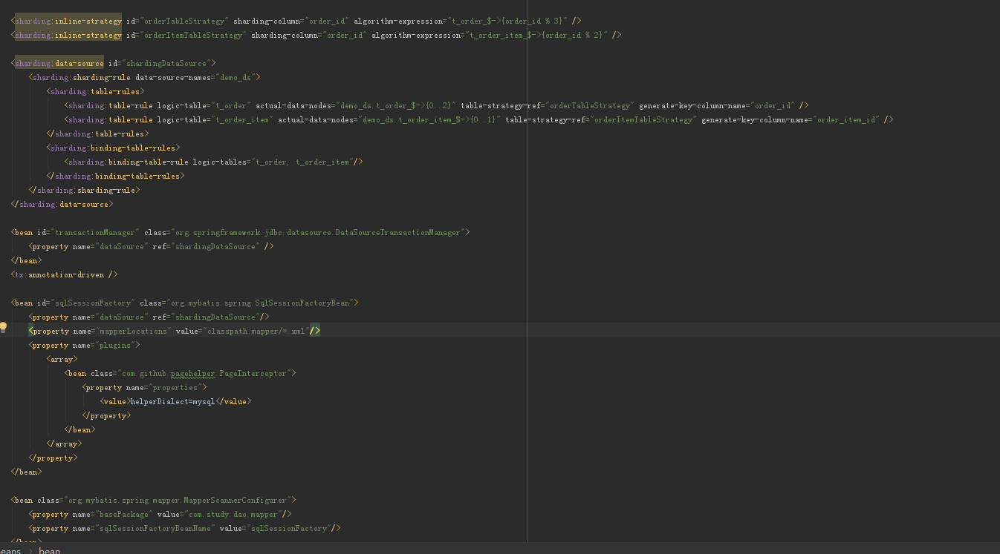 <sharding:inline-strategy id="orderTableStrategy" sharding-column="order_id" algorithm-expression="t_order_$->{order_id % 3}" />
<sharding:inline-strategy id="orderItemTableStrategy" sharding-column="order_id" algorithm-expression="t_order_item_$->{order_id % 2}" />
<sharding:data-source id="shardingDataSource">
<sharding:sharding-rule data-source-names="demo_ds">
<sharding:table-rules>
<sharding:table-rule logic-table="t_order" actual-data-nodes="demo_ds.t_order_$->{0..2}" table-strategy-ref="orderTableStrategy" generate-key-column-name="order_id" />
<sharding:table-rule logic-table="t_order_item" actual-data-nodes="demo_ds.t_order_item_$->{0..1}" table-strategy-ref="orderItemTableStrategy" generate-key-column-name="order_item_id" />
</sharding:table-rules>
<sharding:binding-table-rules>
<sharding:binding-table-rule logic-tables="t_order, t_order_item"/>
</sharding:binding-table-rules>
</sharding:sharding-rule>
</sharding:data-source>
<bean id="transactionManager" class="org.springframework.jdbc.datasource.DataSourceTransactionManager">
<property name="dataSource" ref="shardingDataSource" />
</bean>
<tx:annotation-driven />
<bean id="sqlSessionFactory" class="org.mybatis.spring.SqlSessionFactoryBean">
<property name="dataSource" ref="shardingDataSource"/>
<property name="mapperLocations" value="classpath:mapper/*.xml"/>
<property name="plugins">
<array>
<bean class="com.github.pagehelper.PageInterceptor">
<property name="properties">
<value>helperDialect=mysql</value>
</property>
</bean>
</array>
</property>
</bean>
<bean class="org.mybatis.spring.mapper.MapperScannerConfigurer">
<property name="basePackage" value="com.study.dao.mapper"/>
<property name="sqlSessionFactoryBeanName" value="sqlSessionFactory"/>
</bean>
eans > bean